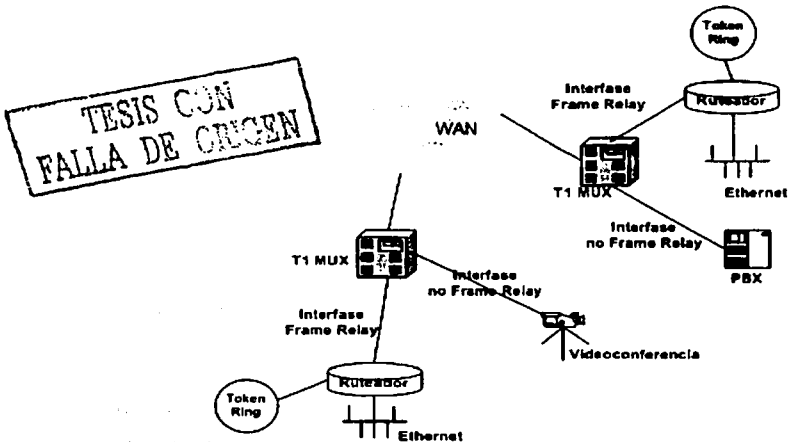 Token
Ring
TESIS CON
FALLA DE ORIGEN
Interfase
Frame Relay
Ruteador
WAN
T1 MUX
Ethernet
Interfase
no Frame Relay
PBX
T1 MUX
Interfase
no Frame Relay
Interfase
Frame Relay
Videoconferencia
Ruteador
Token
Ring
Ethernet